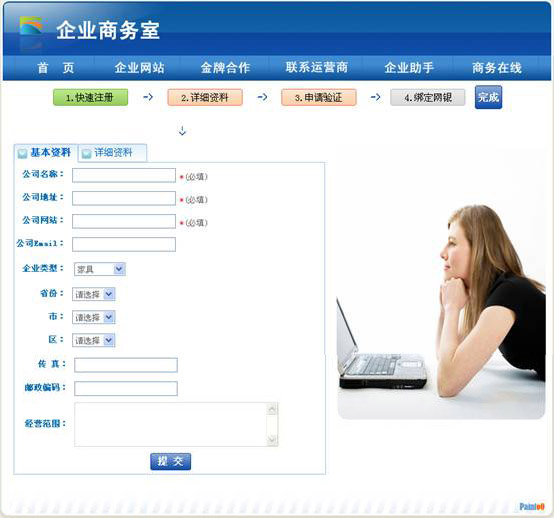 企业商务室
首 页 企业网站 金牌合作 联系运营商 企业助手 商务在线
1.快速注册 -> 2.详细资料 -> 3.申请验证 -> 4.绑定网银 完成
基本资料 详细资料
公司名称： *(必填)
公司地址： *(必填)
公司网站： *(必填)
公司Email：
企业类型： 家具
省份： 请选择
市： 请选择
区： 请选择
传 真：
邮政编码：
经营范围：
提 交